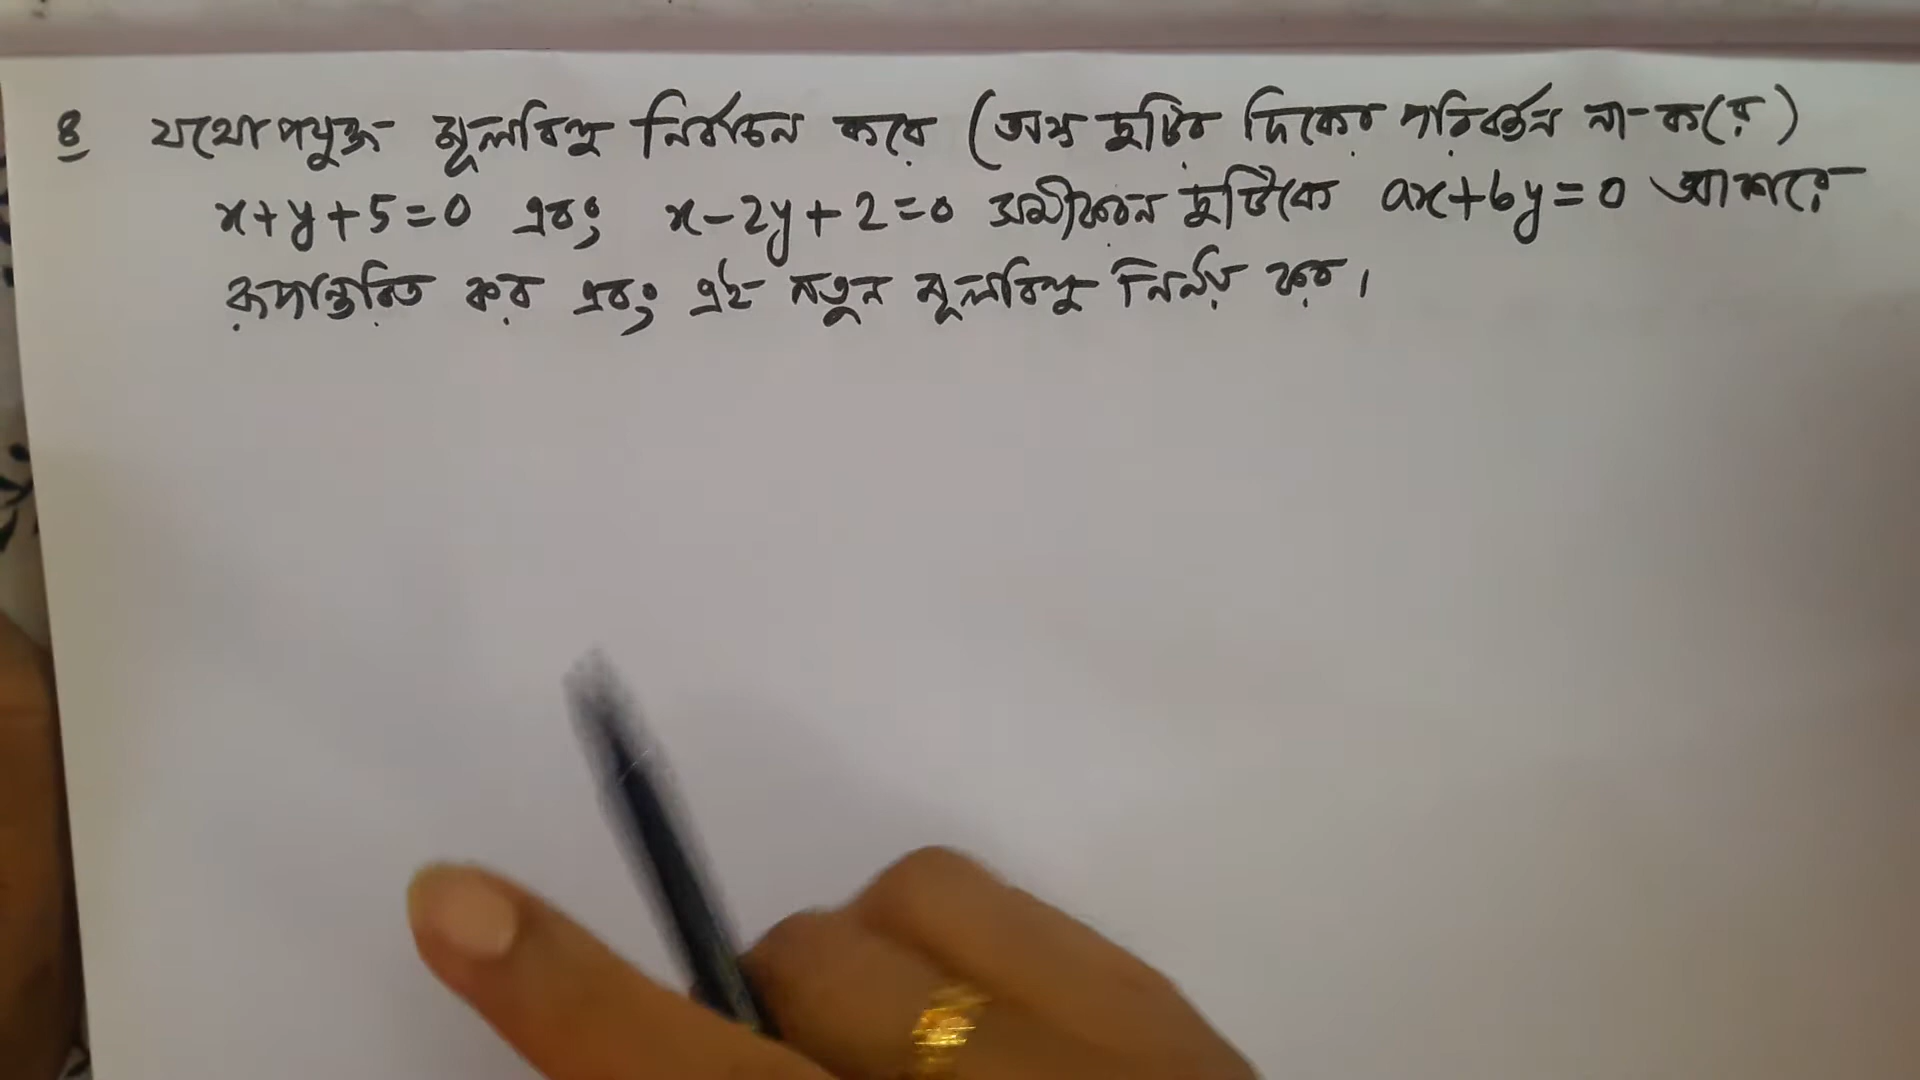 ৪ যথোপযুক্ত মূলবিন্দু নির্বাচন করে (অক্ষ দুটির দিকের পরিবর্তন না-করে)
x+y+5=0 এবং x-2y+2=0 সমীকরণ দুটিকে ax+by=0 আকারে
রূপান্তরিত কর এবং এই নতুন মূলবিন্দু নির্ণয় কর।